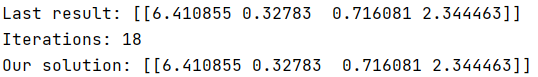 Last result: [[6.410855 0.32783  0.716081 2.344463]]
Iterations: 18
Our solution: [[6.410855 0.32783  0.716081 2.344463]]